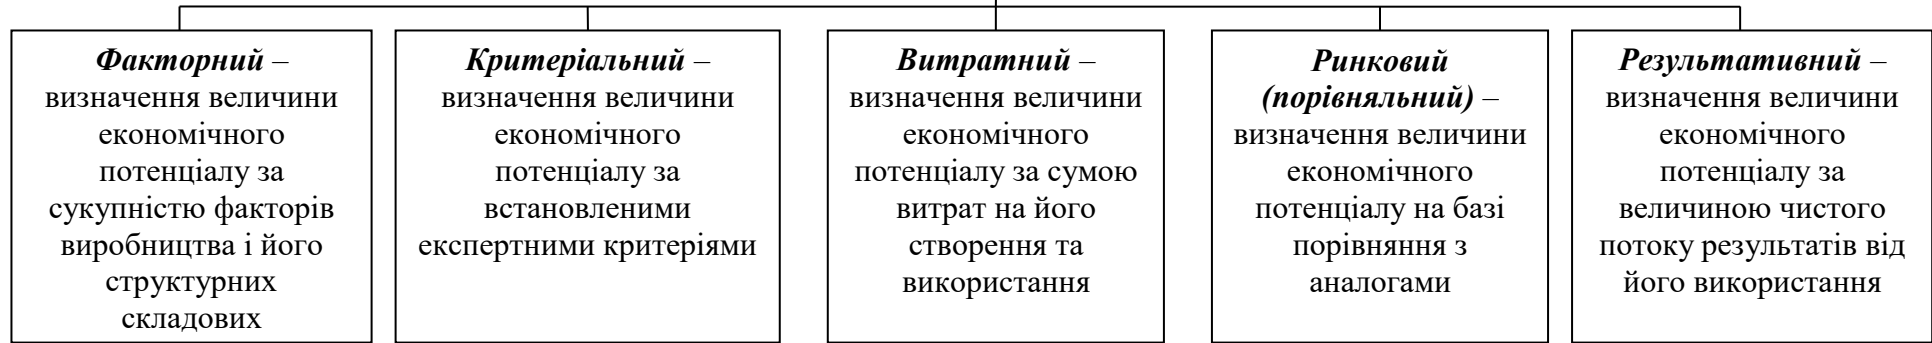 Факторний –
визначення величини
економічного
потенціалу за
сукупністю факторів
виробництва і його
структурних
складових
Критеріальний –
визначення величини
економічного
потенціалу за
встановленими
експертними критеріями
Витратний –
визначення величини
економічного
потенціалу за сумою
витрат на його
створення та
використання
Ринковий
(порівняльний) –
визначення величини
економічного
потенціалу на базі
порівняння з
аналогами
Результативний –
визначення величини
економічного
потенціалу за
величиною чистого
потоку результатів від
його використання